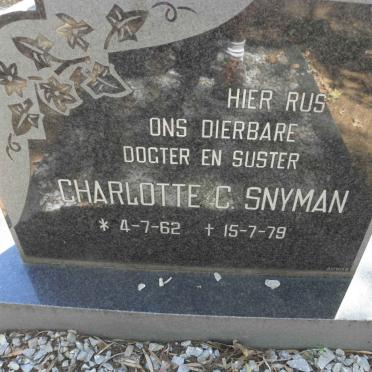 HIER RUS
ONS DIERBARE
DOGTER EN SUSTER
CHARLOTTE C. SNYMAN
* 4-7-62 † 15-7-79